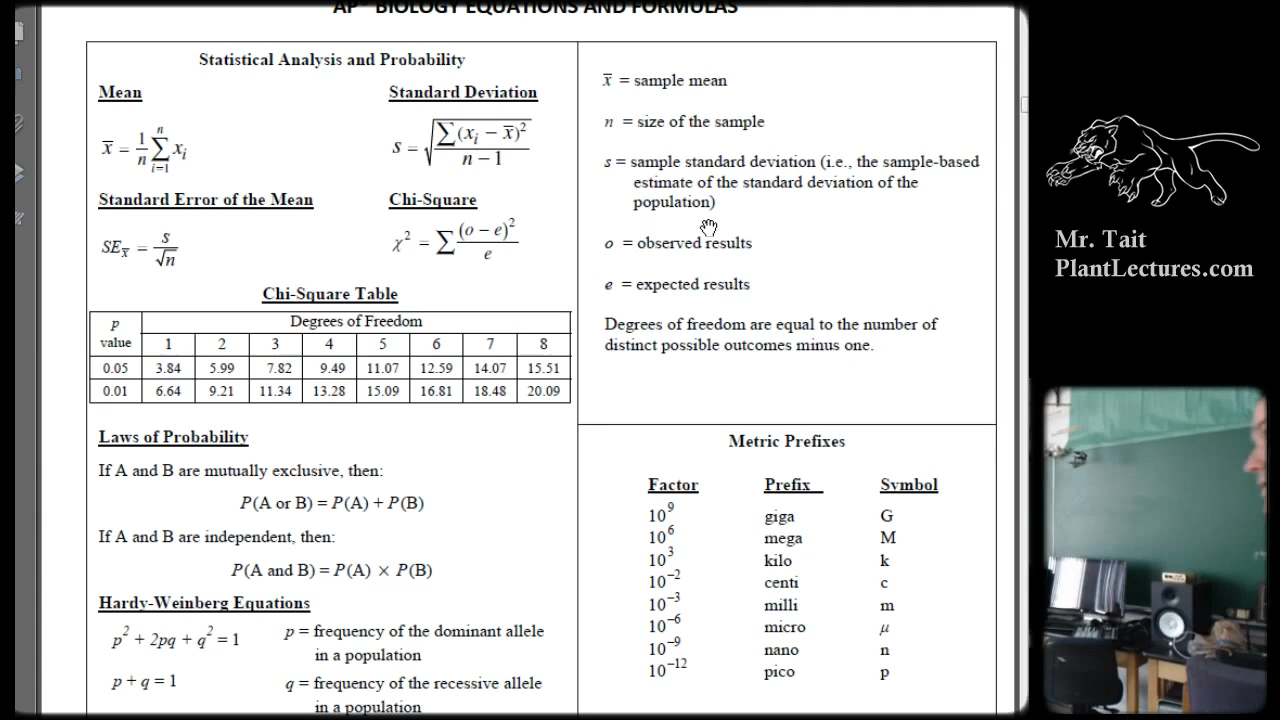 AP® BIOLOGY EQUATIONS AND FORMULAS
Statistical Analysis and Probability
Mean
Standard Deviation
x̅ = 1/n ∑ i=1 n xᵢ
s = √(∑(xᵢ − x̅)² / (n − 1))
Standard Error of the Mean
Chi-Square
SEx̅ = s/√n
χ² = ∑ (o − e)²/e
Chi-Square Table
p value
Degrees of Freedom
1 2 3 4 5 6 7 8
0.05 3.84 5.99 7.82 9.49 11.07 12.59 14.07 15.51
0.01 6.64 9.21 11.34 13.28 15.09 16.81 18.48 20.09
Laws of Probability
If A and B are mutually exclusive, then:
P(A or B) = P(A) + P(B)
If A and B are independent, then:
P(A and B) = P(A) × P(B)
Hardy-Weinberg Equations
p² + 2pq + q² = 1
p + q = 1
p = frequency of the dominant allele
in a population
q = frequency of the recessive allele
in a population
x̅ = sample mean
n = size of the sample
s = sample standard deviation (i.e., the sample-based
estimate of the standard deviation of the
population)
o = observed results
e = expected results
Degrees of freedom are equal to the number of
distinct possible outcomes minus one.
Metric Prefixes
Factor Prefix Symbol
10⁹ giga G
10⁶ mega M
10³ kilo k
10⁻² centi c
10⁻³ milli m
10⁻⁶ micro μ
10⁻⁹ nano n
10⁻¹² pico p
Mr. Tait
PlantLectures.com